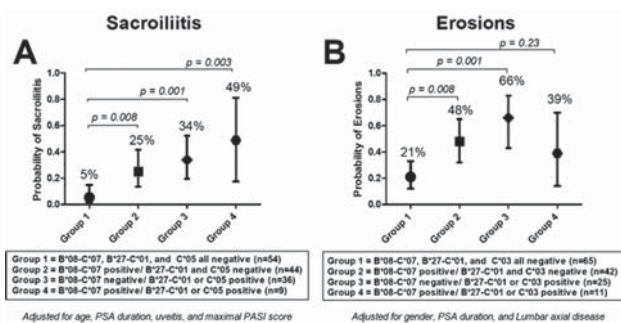 Sacroiliitis
A
p = 0.003
p = 0.001
p = 0.008
5%
25%
34%
49%
Probability of Sacroiliitis
1.0
0.8
0.6
0.4
0.2
0.0
Group 1
Group 2
Group 3
Group 4
Group 1 = B*08-C*07, B*27-C*01, and C*05 all negative (n=54)
Group 2 = B*08-C*07 positive/ B*27-C*01 and C*05 negative (n=44)
Group 3 = B*08-C*07 negative/ B*27-C*01 or C*05 positive (n=36)
Group 4 = B*08-C*07 positive/ B*27-C*01 or C*05 positive (n=9)
Adjusted for age, PSA duration, uveitis, and maximal PASI score
Erosions
B
p = 0.23
p = 0.001
p = 0.008
21%
48%
66%
39%
Probability of Erosions
1.0
0.8
0.6
0.4
0.2
0.0
Group 1
Group 2
Group 3
Group 4
Group 1 = B*08-C*07, B*27-C*01, and C*03 all negative (n=65)
Group 2 = B*08-C*07 positive/ B*27-C*01 and C*03 negative (n=42)
Group 3 = B*08-C*07 negative/ B*27-C*01 or C*03 positive (n=25)
Group 4 = B*08-C*07 positive/ B*27-C*01 or C*03 positive (n=11)
Adjusted for gender, PSA duration, and Lumbar axial disease